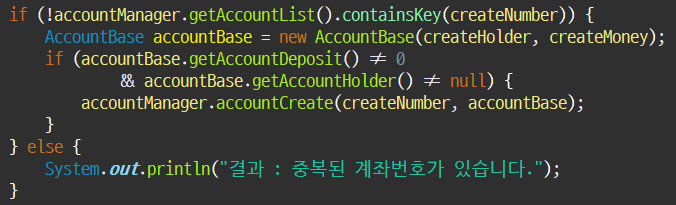 if (!accountManager.getAccountList().containsKey(createNumber)) {
    AccountBase accountBase = new AccountBase(createHolder, createMoney);
    if (accountBase.getAccountDeposit() ≠ 0
            && accountBase.getAccountHolder() ≠ null) {
        accountManager.accountCreate(createNumber, accountBase);
    }
} else {
    System.out.println("결과 : 중복된 계좌번호가 있습니다.");
}